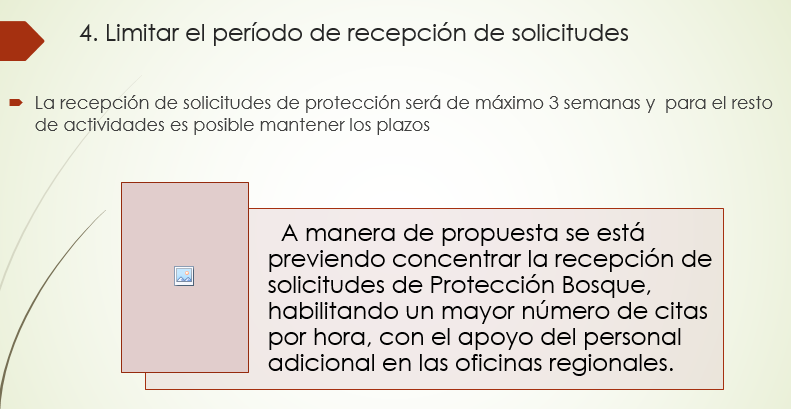 4. Limitar el período de recepción de solicitudes
La recepción de solicitudes de protección será de máximo 3 semanas y para el resto
de actividades es posible mantener los plazos
A manera de propuesta se está
previendo concentrar la recepción de
solicitudes de Protección Bosque,
habilitando un mayor número de citas
por hora, con el apoyo del personal
adicional en las oficinas regionales.